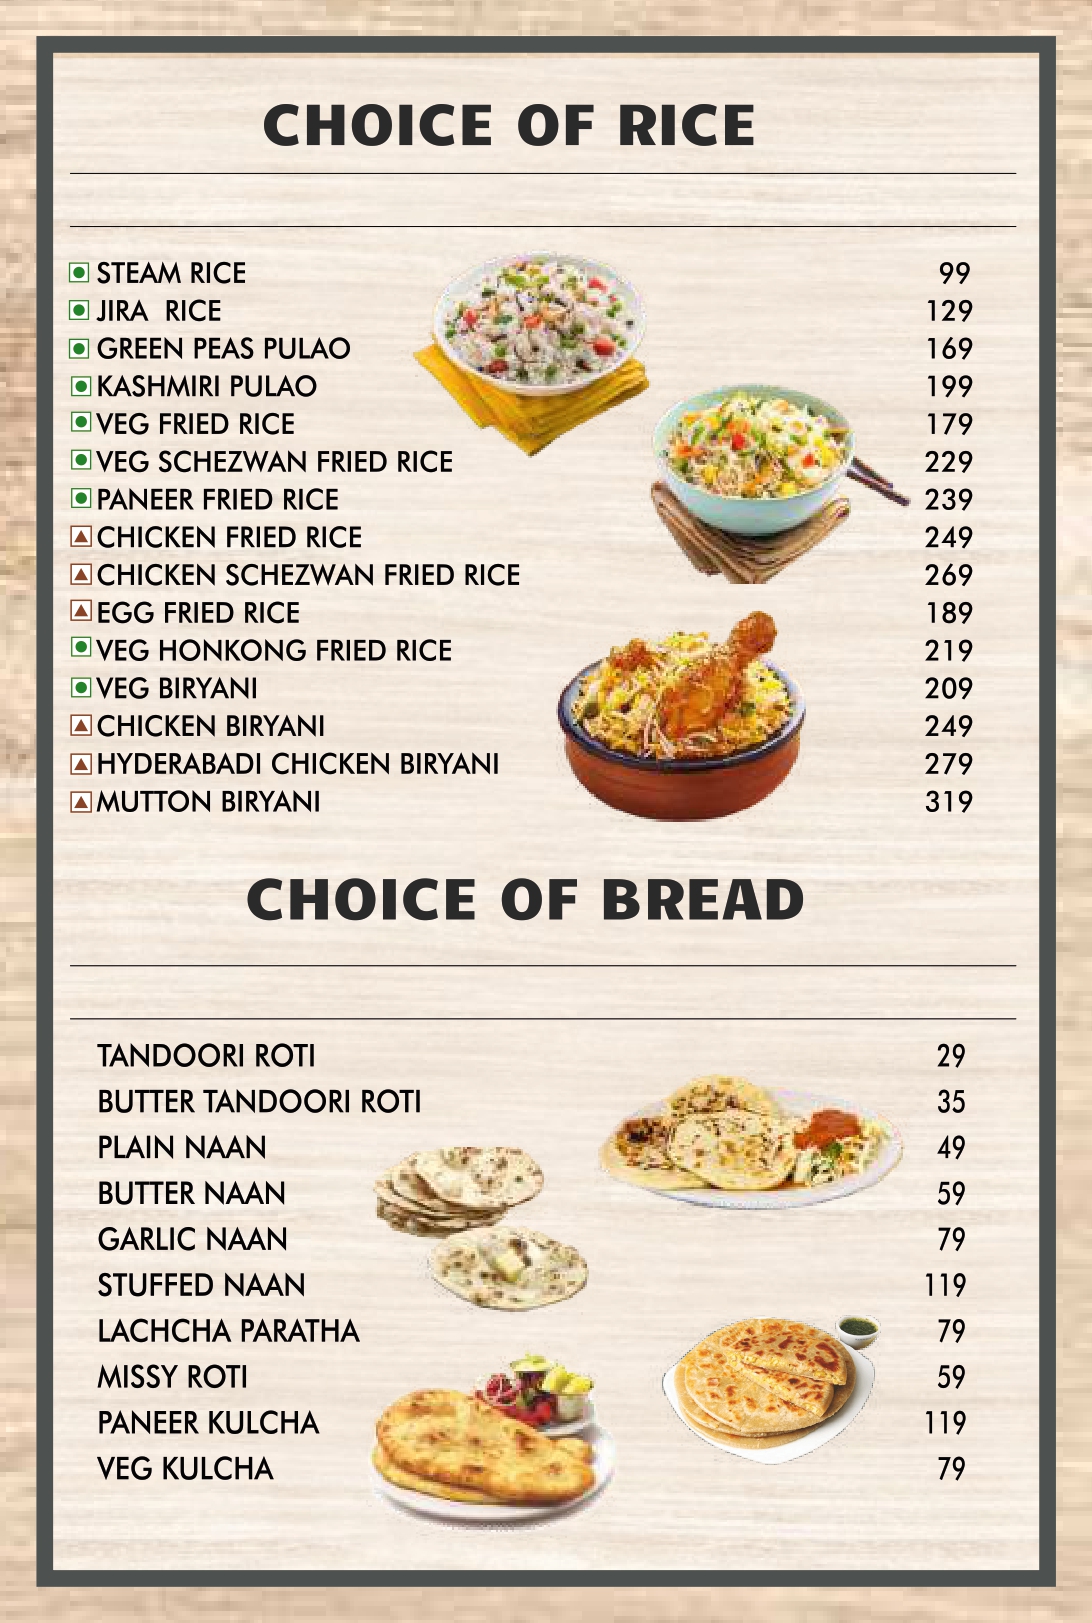 CHOICE OF RICE
STEAM RICE 99
JIRA RICE 129
GREEN PEAS PULAO 169
KASHMIRI PULAO 199
VEG FRIED RICE 179
VEG SCHEZWAN FRIED RICE 229
PANEER FRIED RICE 239
CHICKEN FRIED RICE 249
CHICKEN SCHEZWAN FRIED RICE 269
EGG FRIED RICE 189
VEG HONKONG FRIED RICE 219
VEG BIRYANI 209
CHICKEN BIRYANI 249
HYDERABADI CHICKEN BIRYANI 279
MUTTON BIRYANI 319
CHOICE OF BREAD
TANDOORI ROTI 29
BUTTER TANDOORI ROTI 35
PLAIN NAAN 49
BUTTER NAAN 59
GARLIC NAAN 79
STUFFED NAAN 119
LACHCHA PARATHA 79
MISSY ROTI 59
PANEER KULCHA 119
VEG KULCHA 79